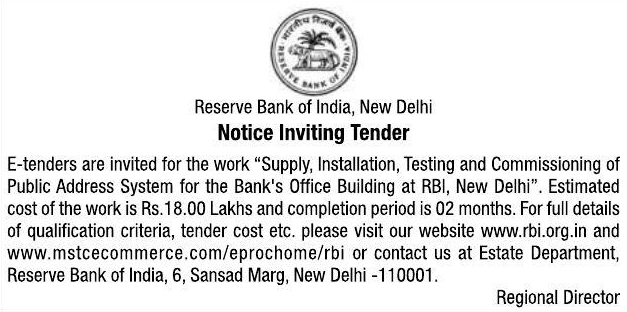 भारतीय रिज़र्व बैंक
RESERVE BANK OF INDIA
Reserve Bank of India, New Delhi
Notice Inviting Tender
E-tenders are invited for the work “Supply, Installation, Testing and Commissioning of
Public Address System for the Bank's Office Building at RBI, New Delhi”. Estimated
cost of the work is Rs.18.00 Lakhs and completion period is 02 months. For full details
of qualification criteria, tender cost etc. please visit our website www.rbi.org.in and
www.mstcecommerce.com/eprochome/rbi or contact us at Estate Department,
Reserve Bank of India, 6, Sansad Marg, New Delhi -110001.
Regional Director